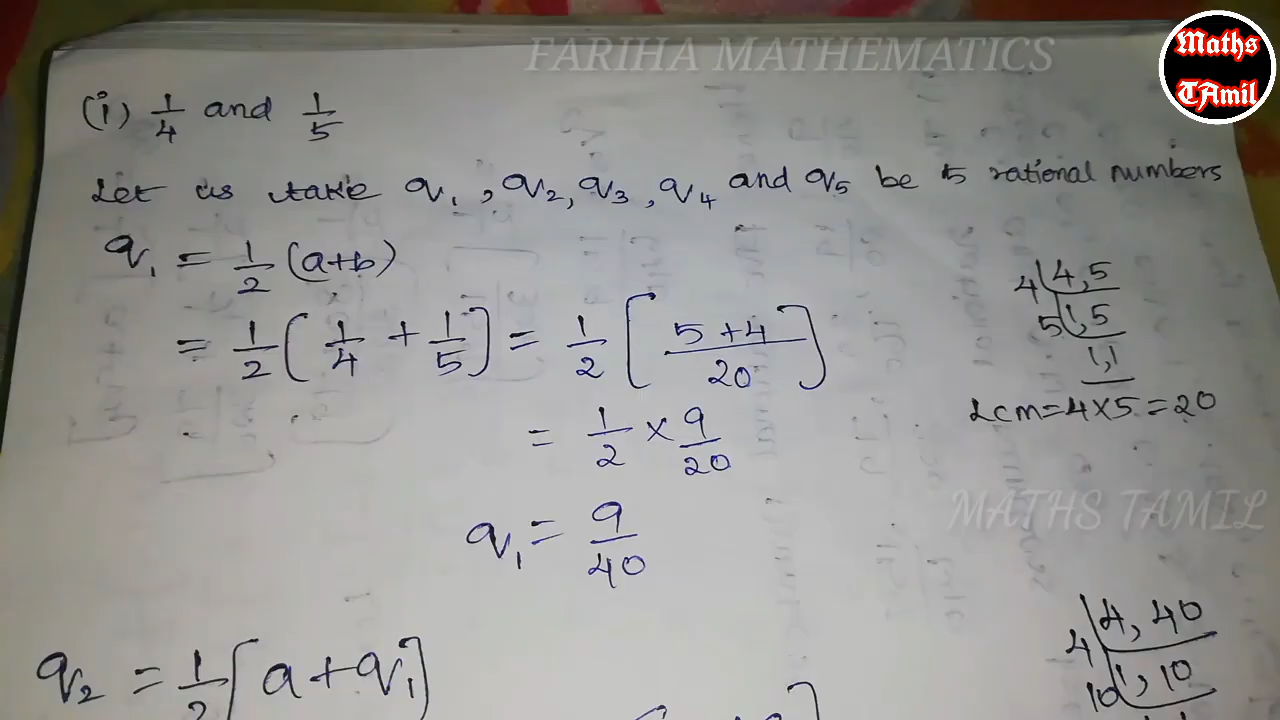 FARIHA MATHEMATICS
Maths
TAmil
(i) 1/4 and 1/5
Let us take q₁, q₂, q₃, q₄ and q₅ be 5 rational numbers
q₁ = 1/2 (a+b)
= 1/2 [1/4 + 1/5] = 1/2 [(5+4)/20]
= 1/2 × 9/20
q₁ = 9/40
4 | 4, 5
5 | 1, 5
1, 1
Lcm = 4×5 = 20
MATHS TAMIL
q₂ = 1/2 [a+q₁]
4 | 4, 40
10 | 1, 10